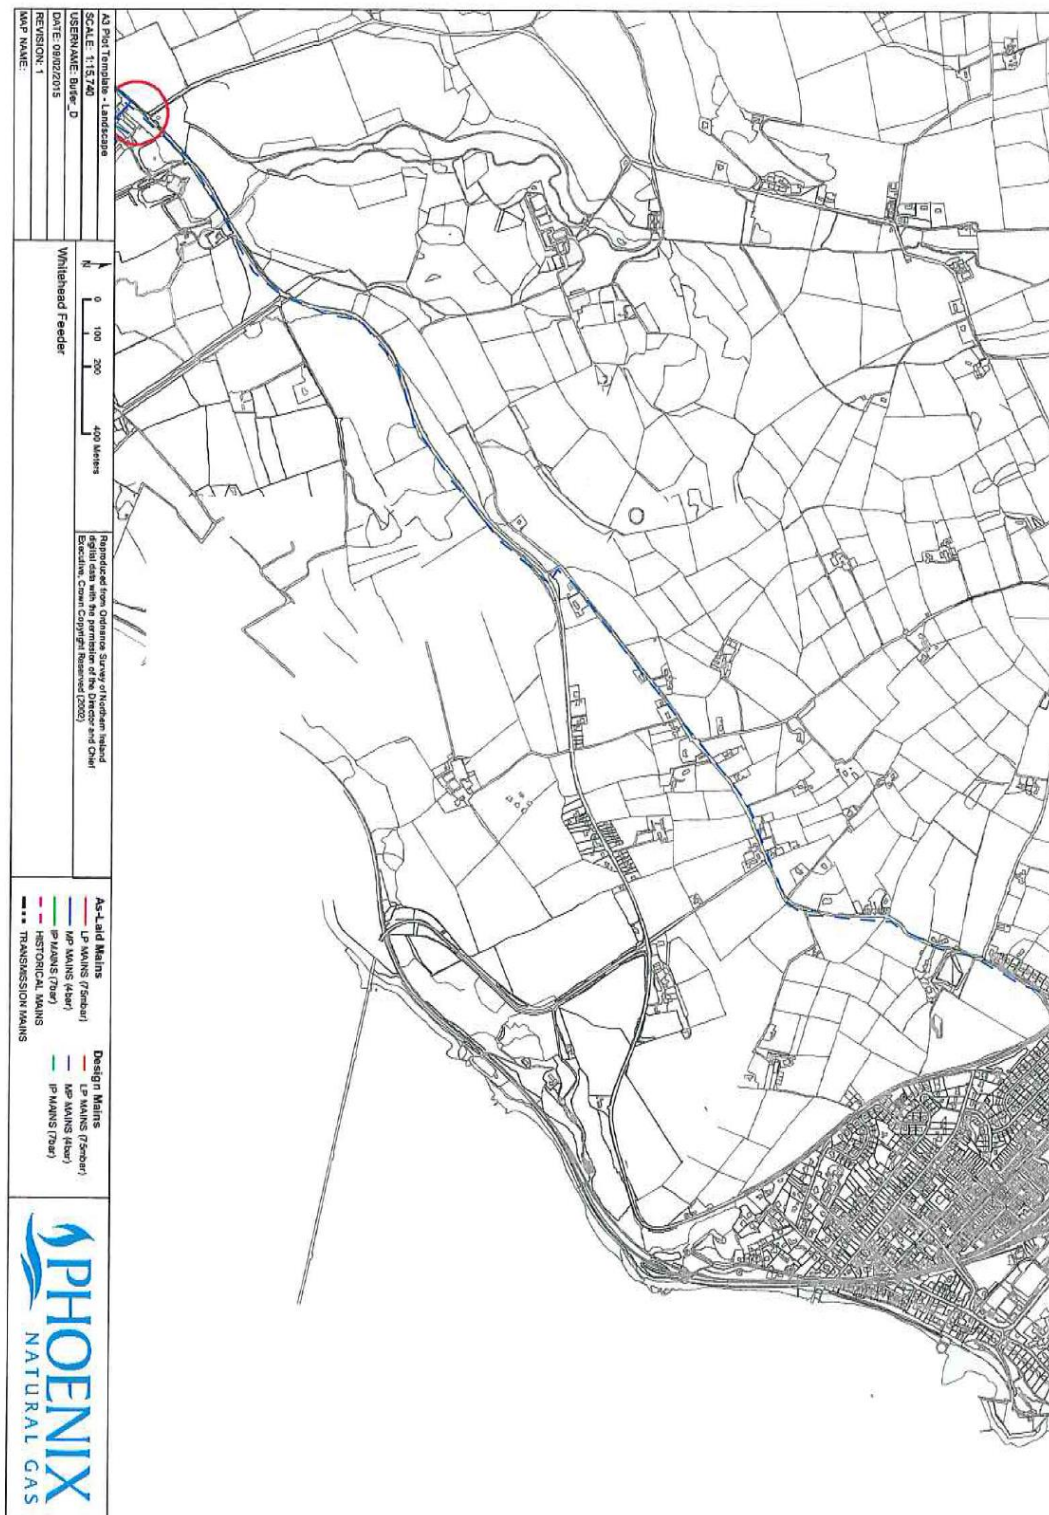 A3 Plot Template - Landscape
SCALE: 1:15,740
USERNAME: Butler_D
DATE: 09/02/2015
REVISION: 1
MAP NAME:
N
0 100 200 400 Meters
Whitehead Feeder
Reproduced from Ordnance Survey of Northern Ireland
digital data with the permission of the Director and Chief
Executive, Crown Copyright Reserved (2002)
As-Laid Mains
LP MAINS (75mbar)
MP MAINS (4bar)
IP MAINS (7bar)
HISTORICAL MAINS
TRANSMISSION MAINS
Design Mains
LP MAINS (75mbar)
MP MAINS (4bar)
IP MAINS (7bar)
PHOENIX
NATURAL GAS